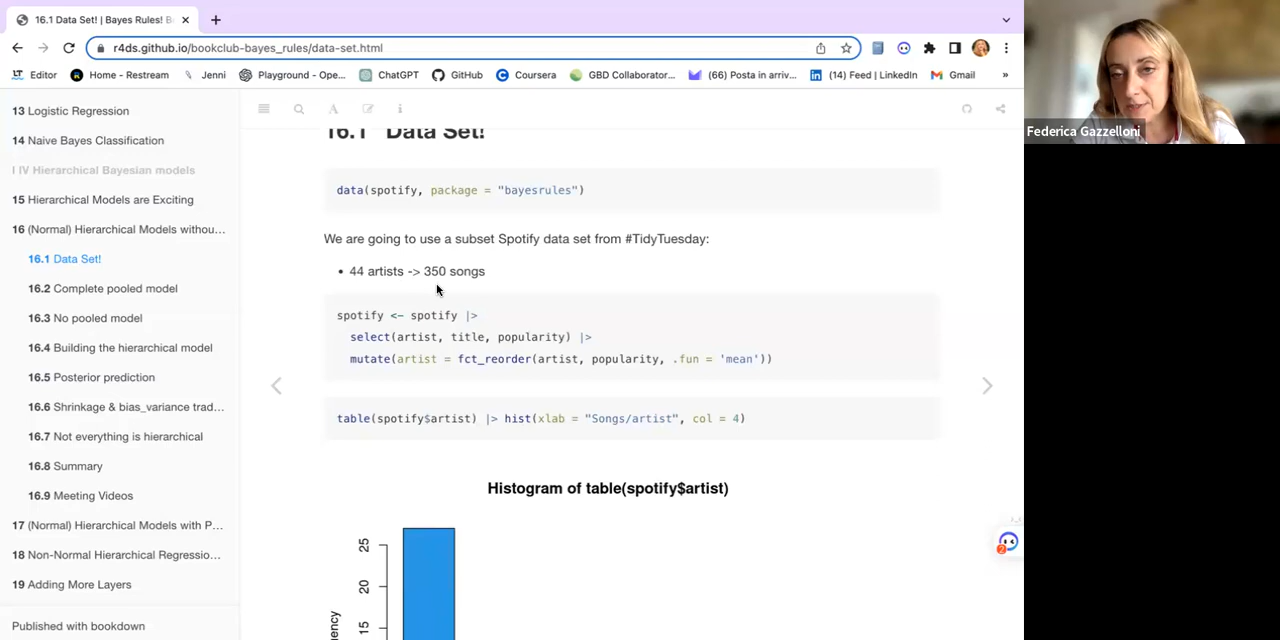 16.1 Data Set! | Bayes Rules! B
r4ds.github.io/bookclub-bayes_rules/data-set.html
Editor
Home - Restream
Jenni
Playground - Ope...
ChatGPT
GitHub
Coursera
GBD Collaborator...
(66) Posta in arriv...
(14) Feed | LinkedIn
Gmail
»
13 Logistic Regression
14 Naive Bayes Classification
I IV Hierarchical Bayesian models
15 Hierarchical Models are Exciting
16 (Normal) Hierarchical Models withou...
16.1 Data Set!
16.2 Complete pooled model
16.3 No pooled model
16.4 Building the hierarchical model
16.5 Posterior prediction
16.6 Shrinkage & bias_variance trad...
16.7 Not everything is hierarchical
16.8 Summary
16.9 Meeting Videos
17 (Normal) Hierarchical Models with P...
18 Non-Normal Hierarchical Regressio...
19 Adding More Layers
Published with bookdown
16.1 Data Set!
data(spotify, package = "bayesrules")
We are going to use a subset Spotify data set from #TidyTuesday:
• 44 artists -> 350 songs
spotify <- spotify |>
select(artist, title, popularity) |>
mutate(artist = fct_reorder(artist, popularity, .fun = 'mean'))
table(spotify$artist) |> hist(xlab = "Songs/artist", col = 4)
Histogram of table(spotify$artist)
25
20
15
2
Federica Gazzelloni